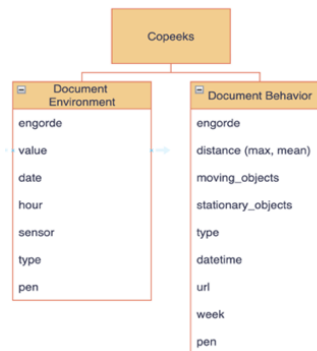 Copeeks
Document
Environment
engorde
value
date
hour
sensor
type
pen
Document Behavior
engorde
distance (max, mean)
moving_objects
stationary_objects
type
datetime
url
week
pen